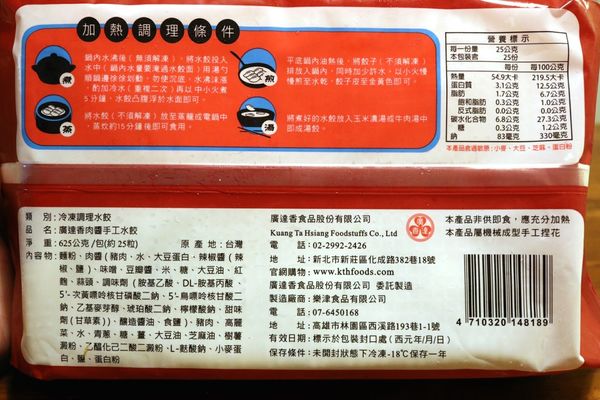 加熱調理條件
鍋內水沸後（無須解凍），將水餃投入
水中（鍋內水量要淹過水餃面）用湯勺
順鍋邊徐徐划動，勿使沉底，水沸沫落，
酌加冷水（重複二次）再以中小火煮
5分鐘，水餃凸腹浮於水面即可。
煮
平底鍋內抹油，將餃子（不須解凍）
排放入鍋內，同時加少許水，以小火慢
慢煎至水乾，餃子皮呈金黃色即可。
煎
將水餃（不須解凍）放至蒸籠或電鍋中
中，蒸炊約15分鐘後即可食用。
蒸
將煮好的水餃放入玉米濃湯或牛肉湯中
即成湯餃。
湯
營養標示
每一份量 25公克
本包裝含 25份
每份 每100公克
熱量 54.9大卡 219.5大卡
蛋白質 3.1公克 12.5公克
脂肪 1.7公克 6.7公克
飽和脂肪 0.3公克 1.0公克
反式脂肪 0.0公克 0.0公克
碳水化合物 6.8公克 27.3公克
糖 0.3公克 1.2公克
鈉 83毫克 330毫克
本產品含過敏原：小麥、大豆、芝麻、蛋白粉
類別：冷凍調理水餃
品名：廣達香肉醬手工水餃
淨重：625公克/包(約25粒) 原產地：台灣
內容物：麵粉、肉醬（豬肉、水、大豆蛋白、辣椒醬（辣
椒、鹽）、味噌、豆瓣醬、米、糖、大豆油、紅
麴、蒜頭、調味劑（胺基乙酸、DL-胺基丙酸、
5'-次黃嘌呤核苷磷酸二鈉、5'-鳥嘌呤核苷酸二
鈉、乙基麥芽醇、琥珀酸二鈉、檸檬酸鈉、甜味
劑(甘草素))、釀造醬油、食鹽）、豬肉、高麗
菜、水、青蔥、糖、薑、大豆油、芝麻油、樹薯
澱粉、乙醯化己二酸二澱粉、L-麩酸鈉、小麥蛋
白、鹽、蛋白粉
廣達香食品股份有限公司
Kuang Ta Hsiang Foodstuffs Co., Ltd
電話：02-2992-2426
地址：新北市新莊區化成路382巷18號
官網購物：www.kthfoods.com
廣達香食品股份有限公司 委託製造
製造廠商：樂津食品有限公司
電話：07-6450168
地址：高雄市林園區西溪路193巷1-1號
有效日期：標示於包裝封口處（西元年/月/日）
保存條件：未開封狀態下冷凍-18℃保存一年
本產品非供即食，應充分加熱
本產品屬機械成型手工捏花
4 710320 148189